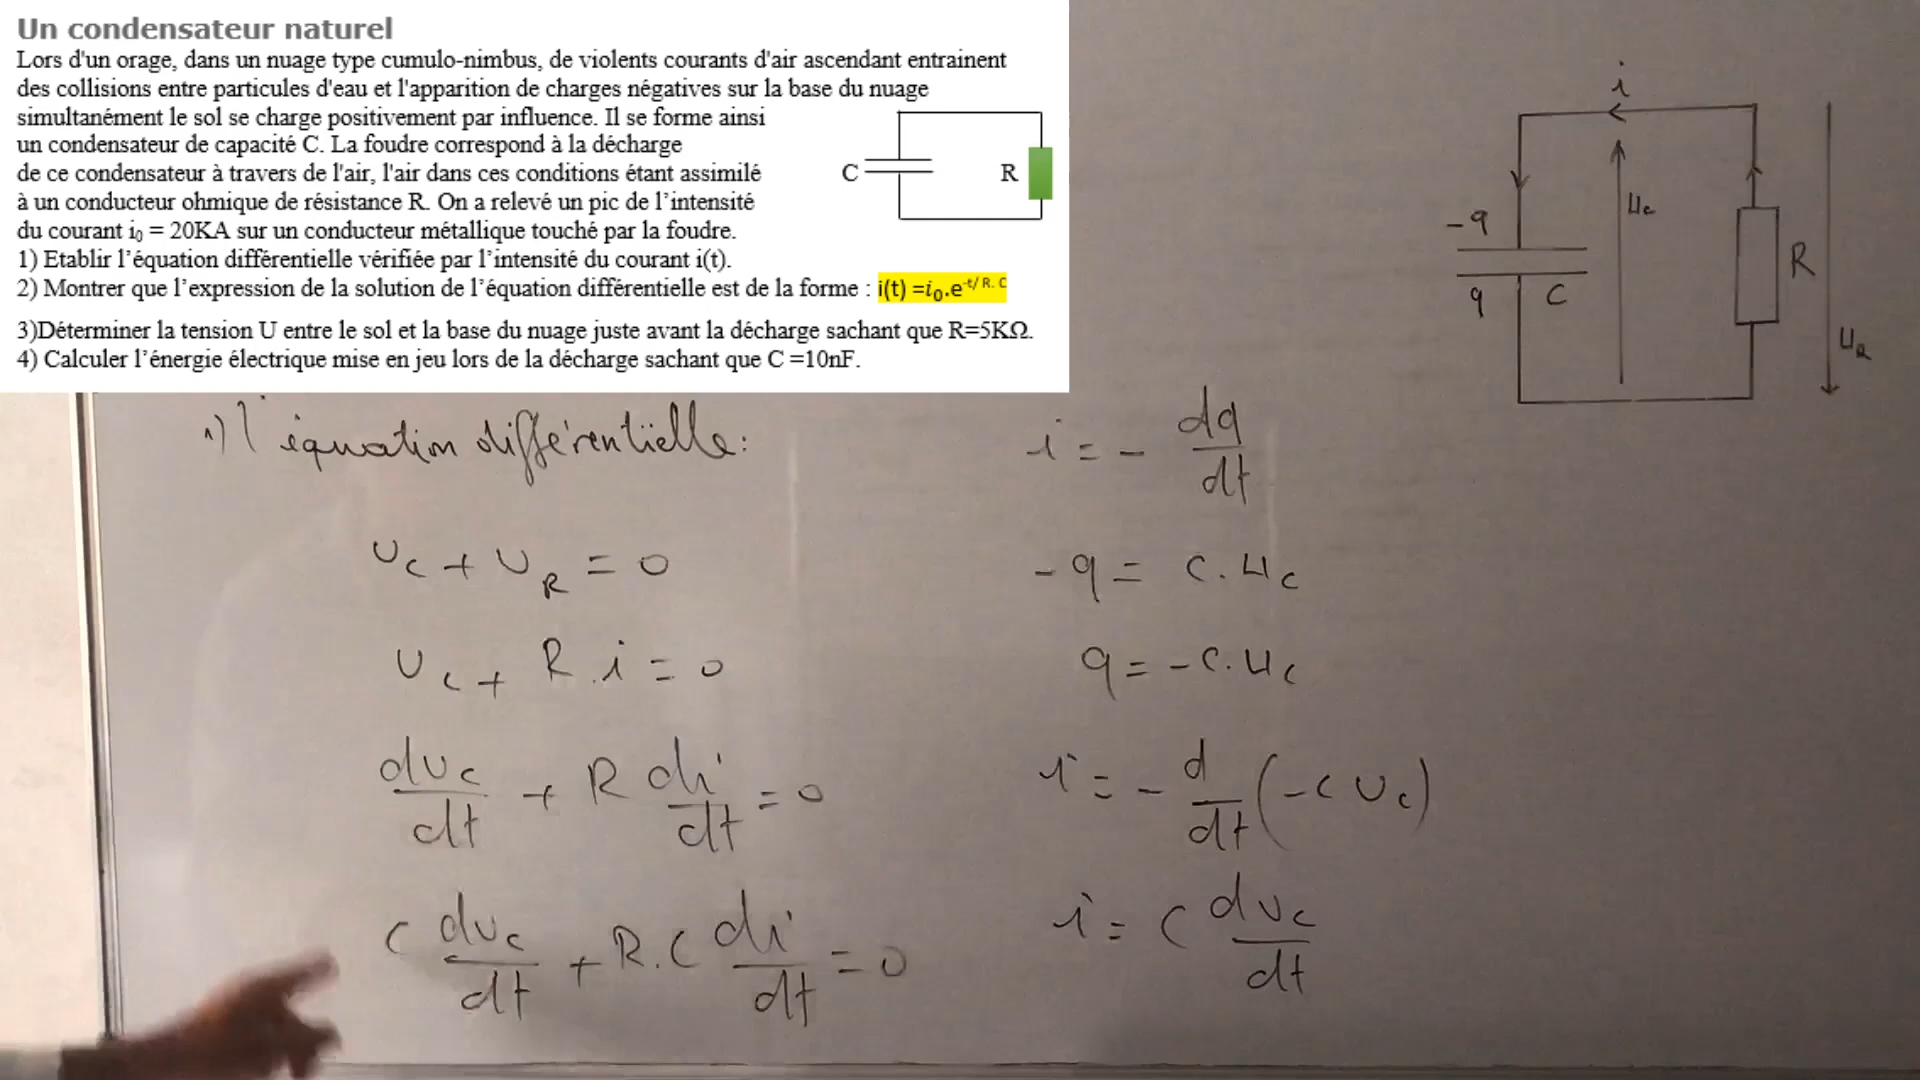 Un condensateur naturel
Lors d'un orage, dans un nuage type cumulo-nimbus, de violents courants d'air ascendant entrainent
des collisions entre particules d'eau et l'apparition de charges négatives sur la base du nuage
simultanément le sol se charge positivement par influence. Il se forme ainsi
un condensateur de capacité C. La foudre correspond à la décharge
de ce condensateur à travers de l'air, l'air dans ces conditions étant assimilé
à un conducteur ohmique de résistance R. On a relevé un pic de l'intensité
du courant i₀ = 20KA sur un conducteur métallique touché par la foudre.
1) Etablir l'équation différentielle vérifiée par l'intensité du courant i(t).
2) Montrer que l'expression de la solution de l'équation différentielle est de la forme : i(t) =i₀.e^-t/ R. C
3)Déterminer la tension U entre le sol et la base du nuage juste avant la décharge sachant que R=5KΩ.
4) Calculer l'énergie électrique mise en jeu lors de la décharge sachant que C =10nF.
C
R
i
uc
-q
q
C
R
uR
1) l'équation différentïelle:
uc + uR = 0
uc + R.i = 0
duc/dt + R di/dt = 0
C duc/dt + R.C di/dt = 0
i = - dq/dt
-q = C.uc
q = -C.uc
i = - d/dt (-C uc)
i = C duc/dt